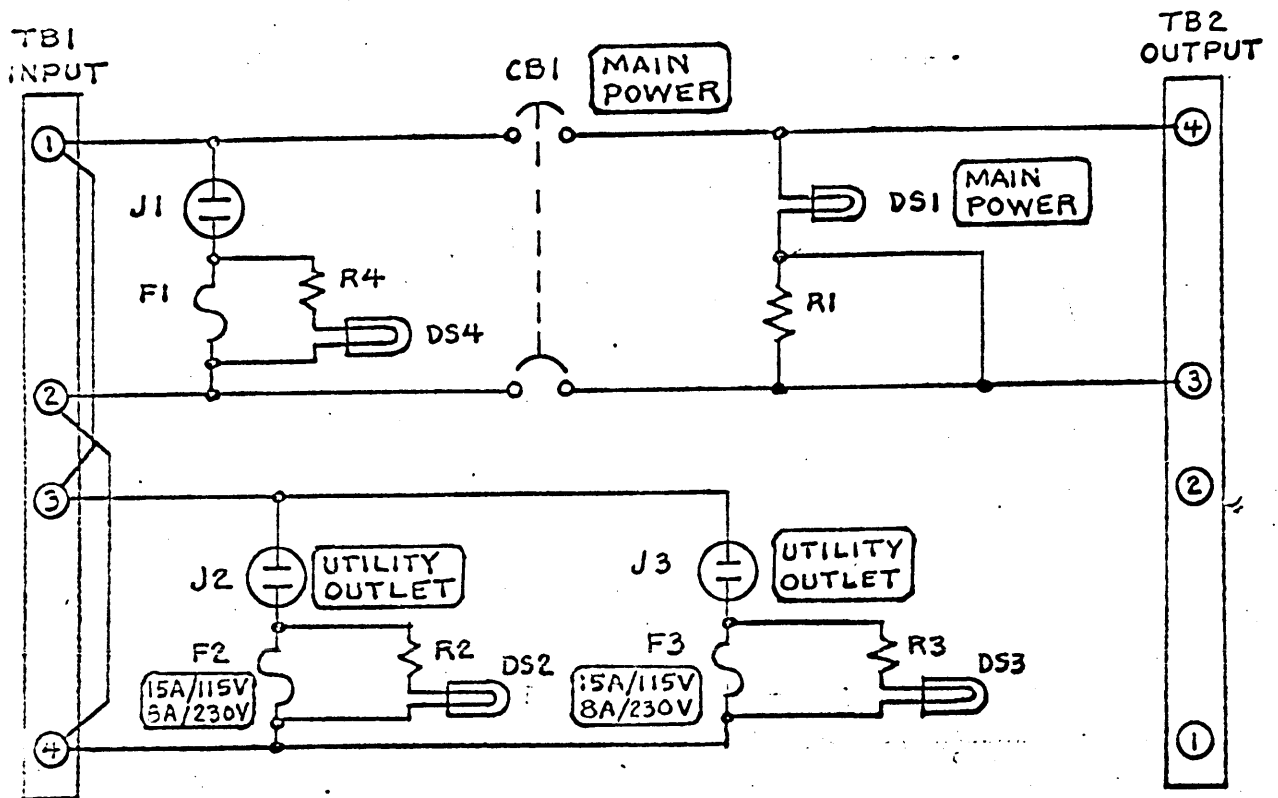 TB1
INPUT
CB1
MAIN
POWER
TB2
OUTPUT
1
4
J1
DS1
MAIN
POWER
F1
R4
DS4
R1
2
3
3
2
J2
UTILITY
OUTLET
J3
UTILITY
OUTLET
F2
15A/115V
8A/230V
R2
DS2
F3
15A/115V
8A/230V
R3
DS3
4
1